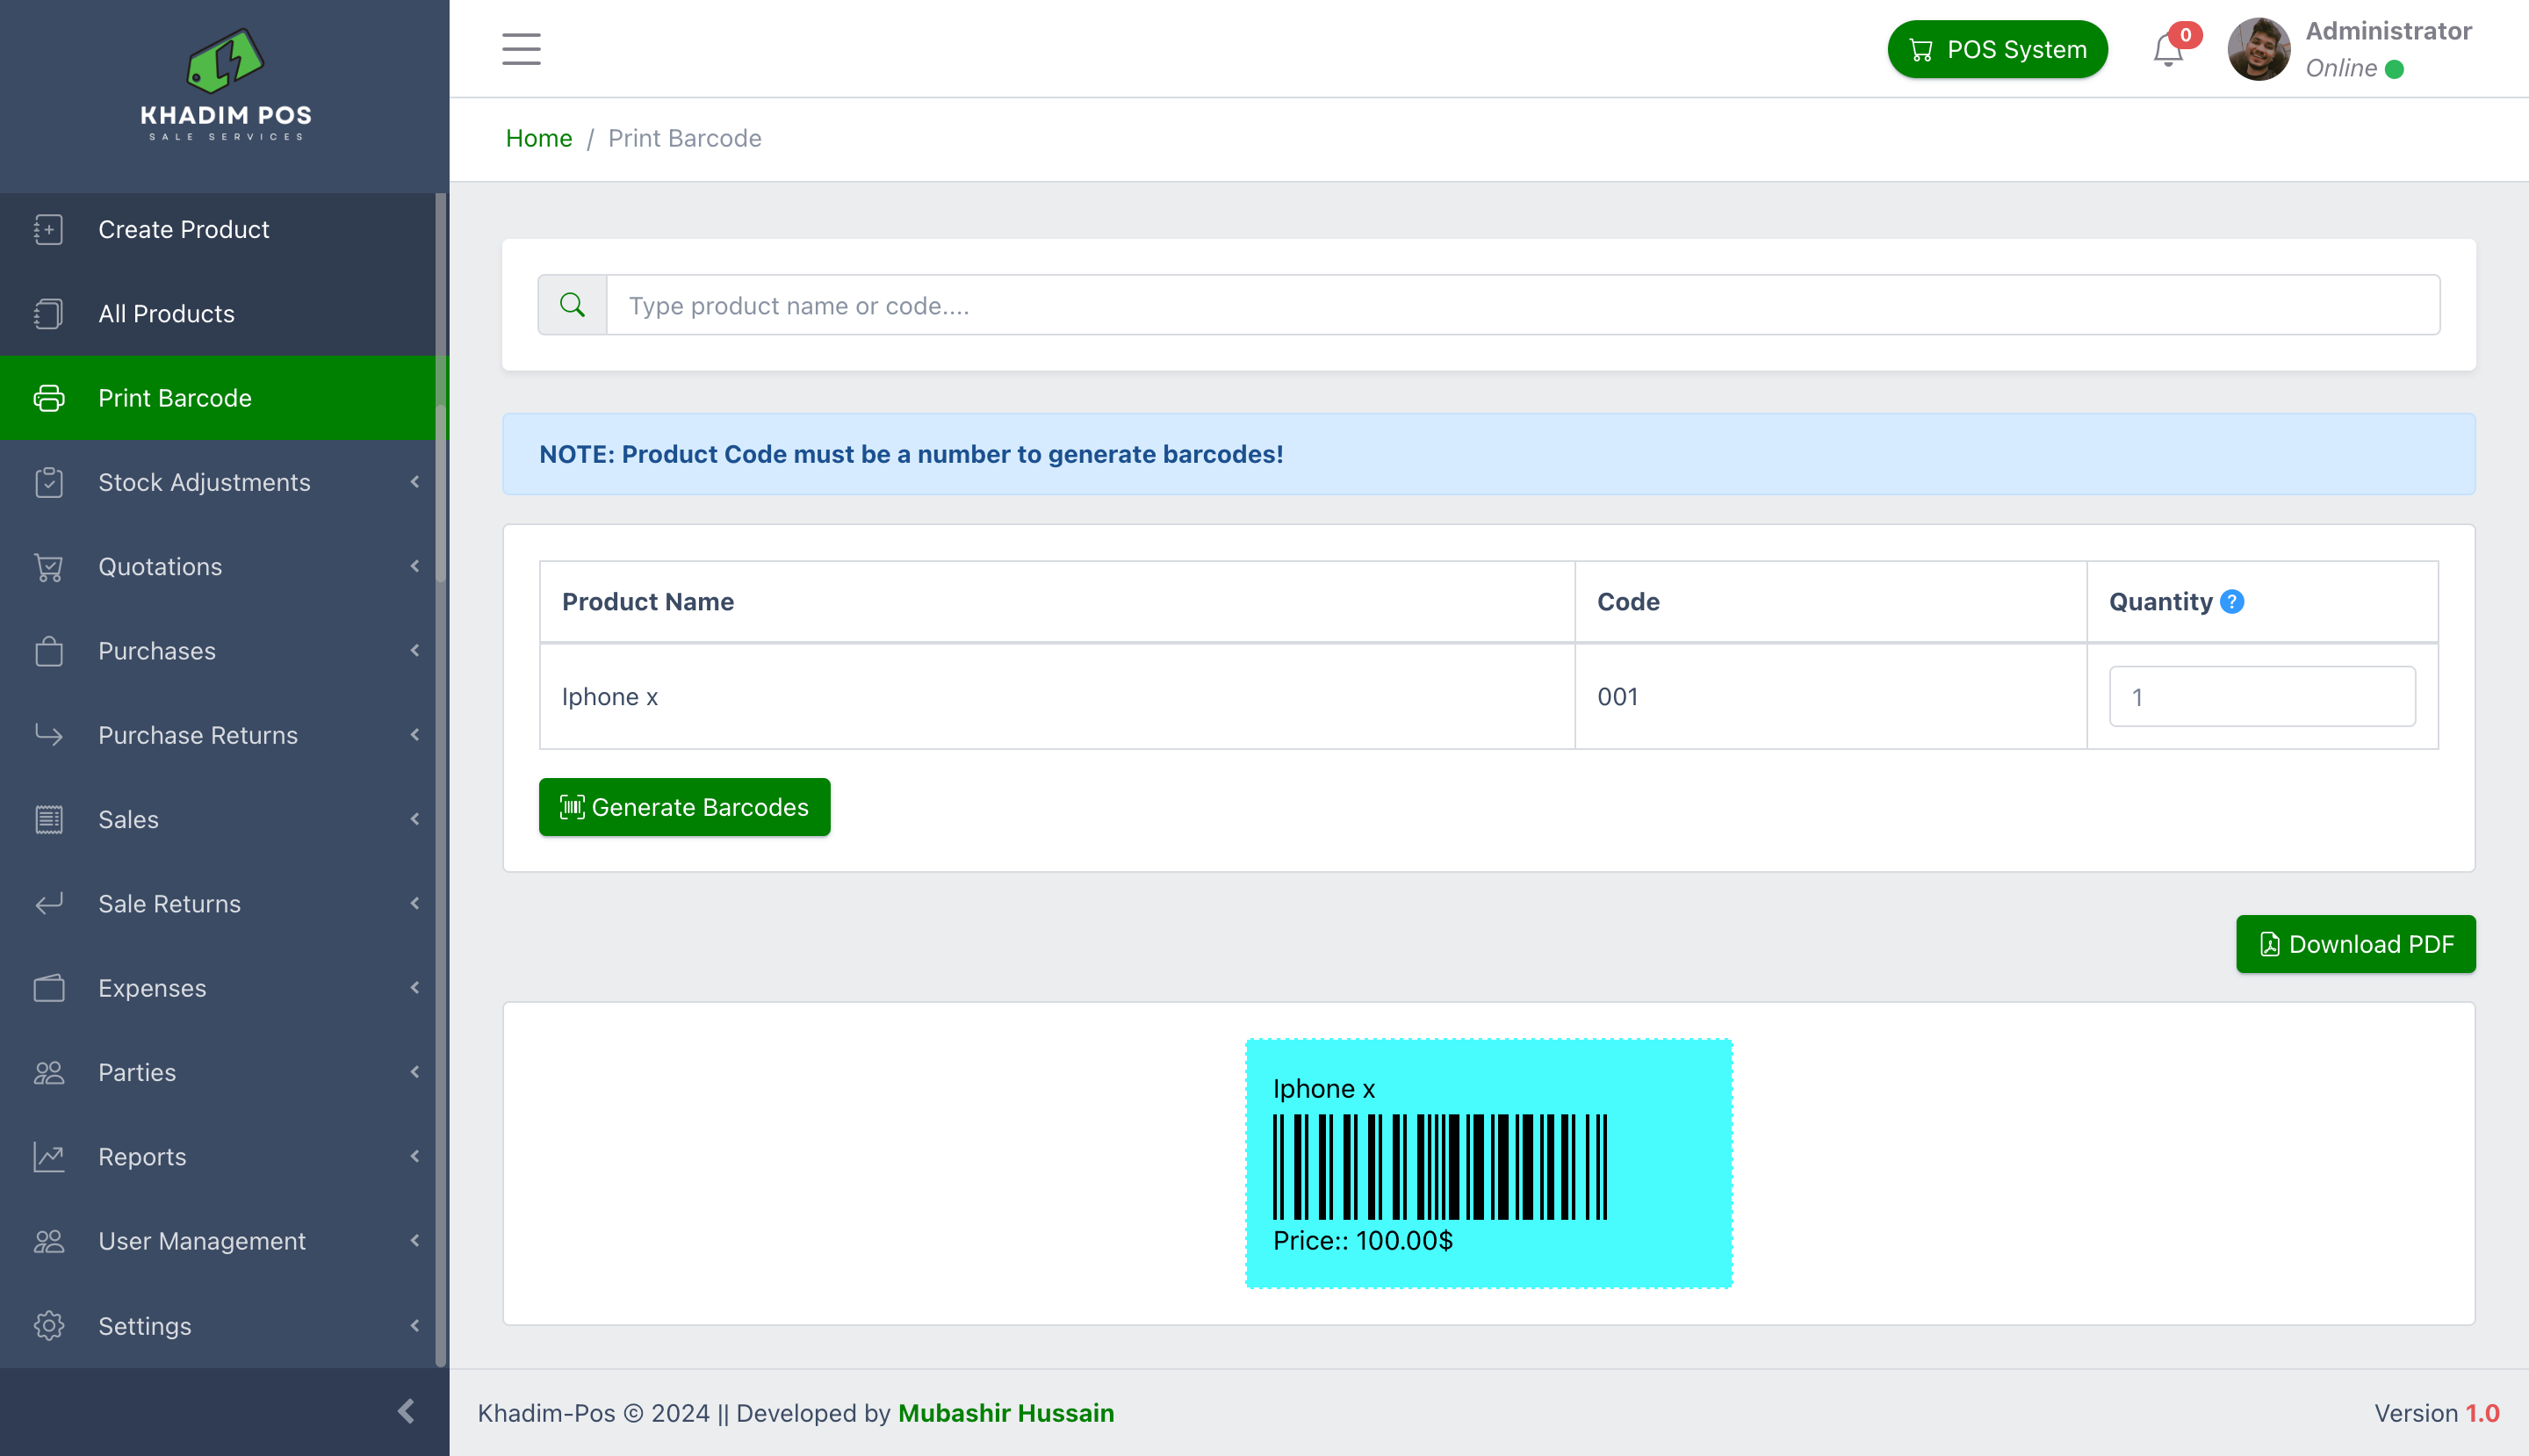 KHADIM POS
SALE SERVICES
Create Product
All Products
Print Barcode
Stock Adjustments
Quotations
Purchases
Purchase Returns
Sales
Sale Returns
Expenses
Parties
Reports
User Management
Settings
POS System
0
Administrator
Online
Home / Print Barcode
Type product name or code....
NOTE: Product Code must be a number to generate barcodes!
Product Name Code Quantity ?
Iphone x 001 1
Generate Barcodes
Download PDF
Iphone x
Price:: 100.00$
Khadim-Pos © 2024 || Developed by Mubashir Hussain
Version 1.0